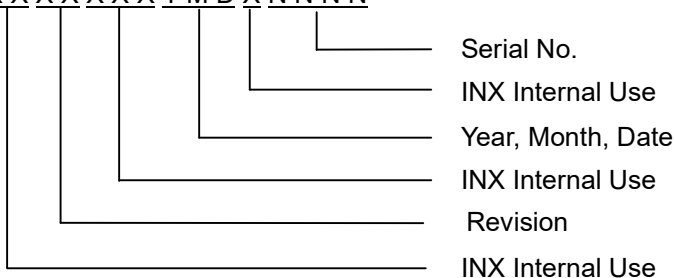 Serial No.
INX Internal Use
Year, Month, Date
INX Internal Use
Revision
INX Internal Use